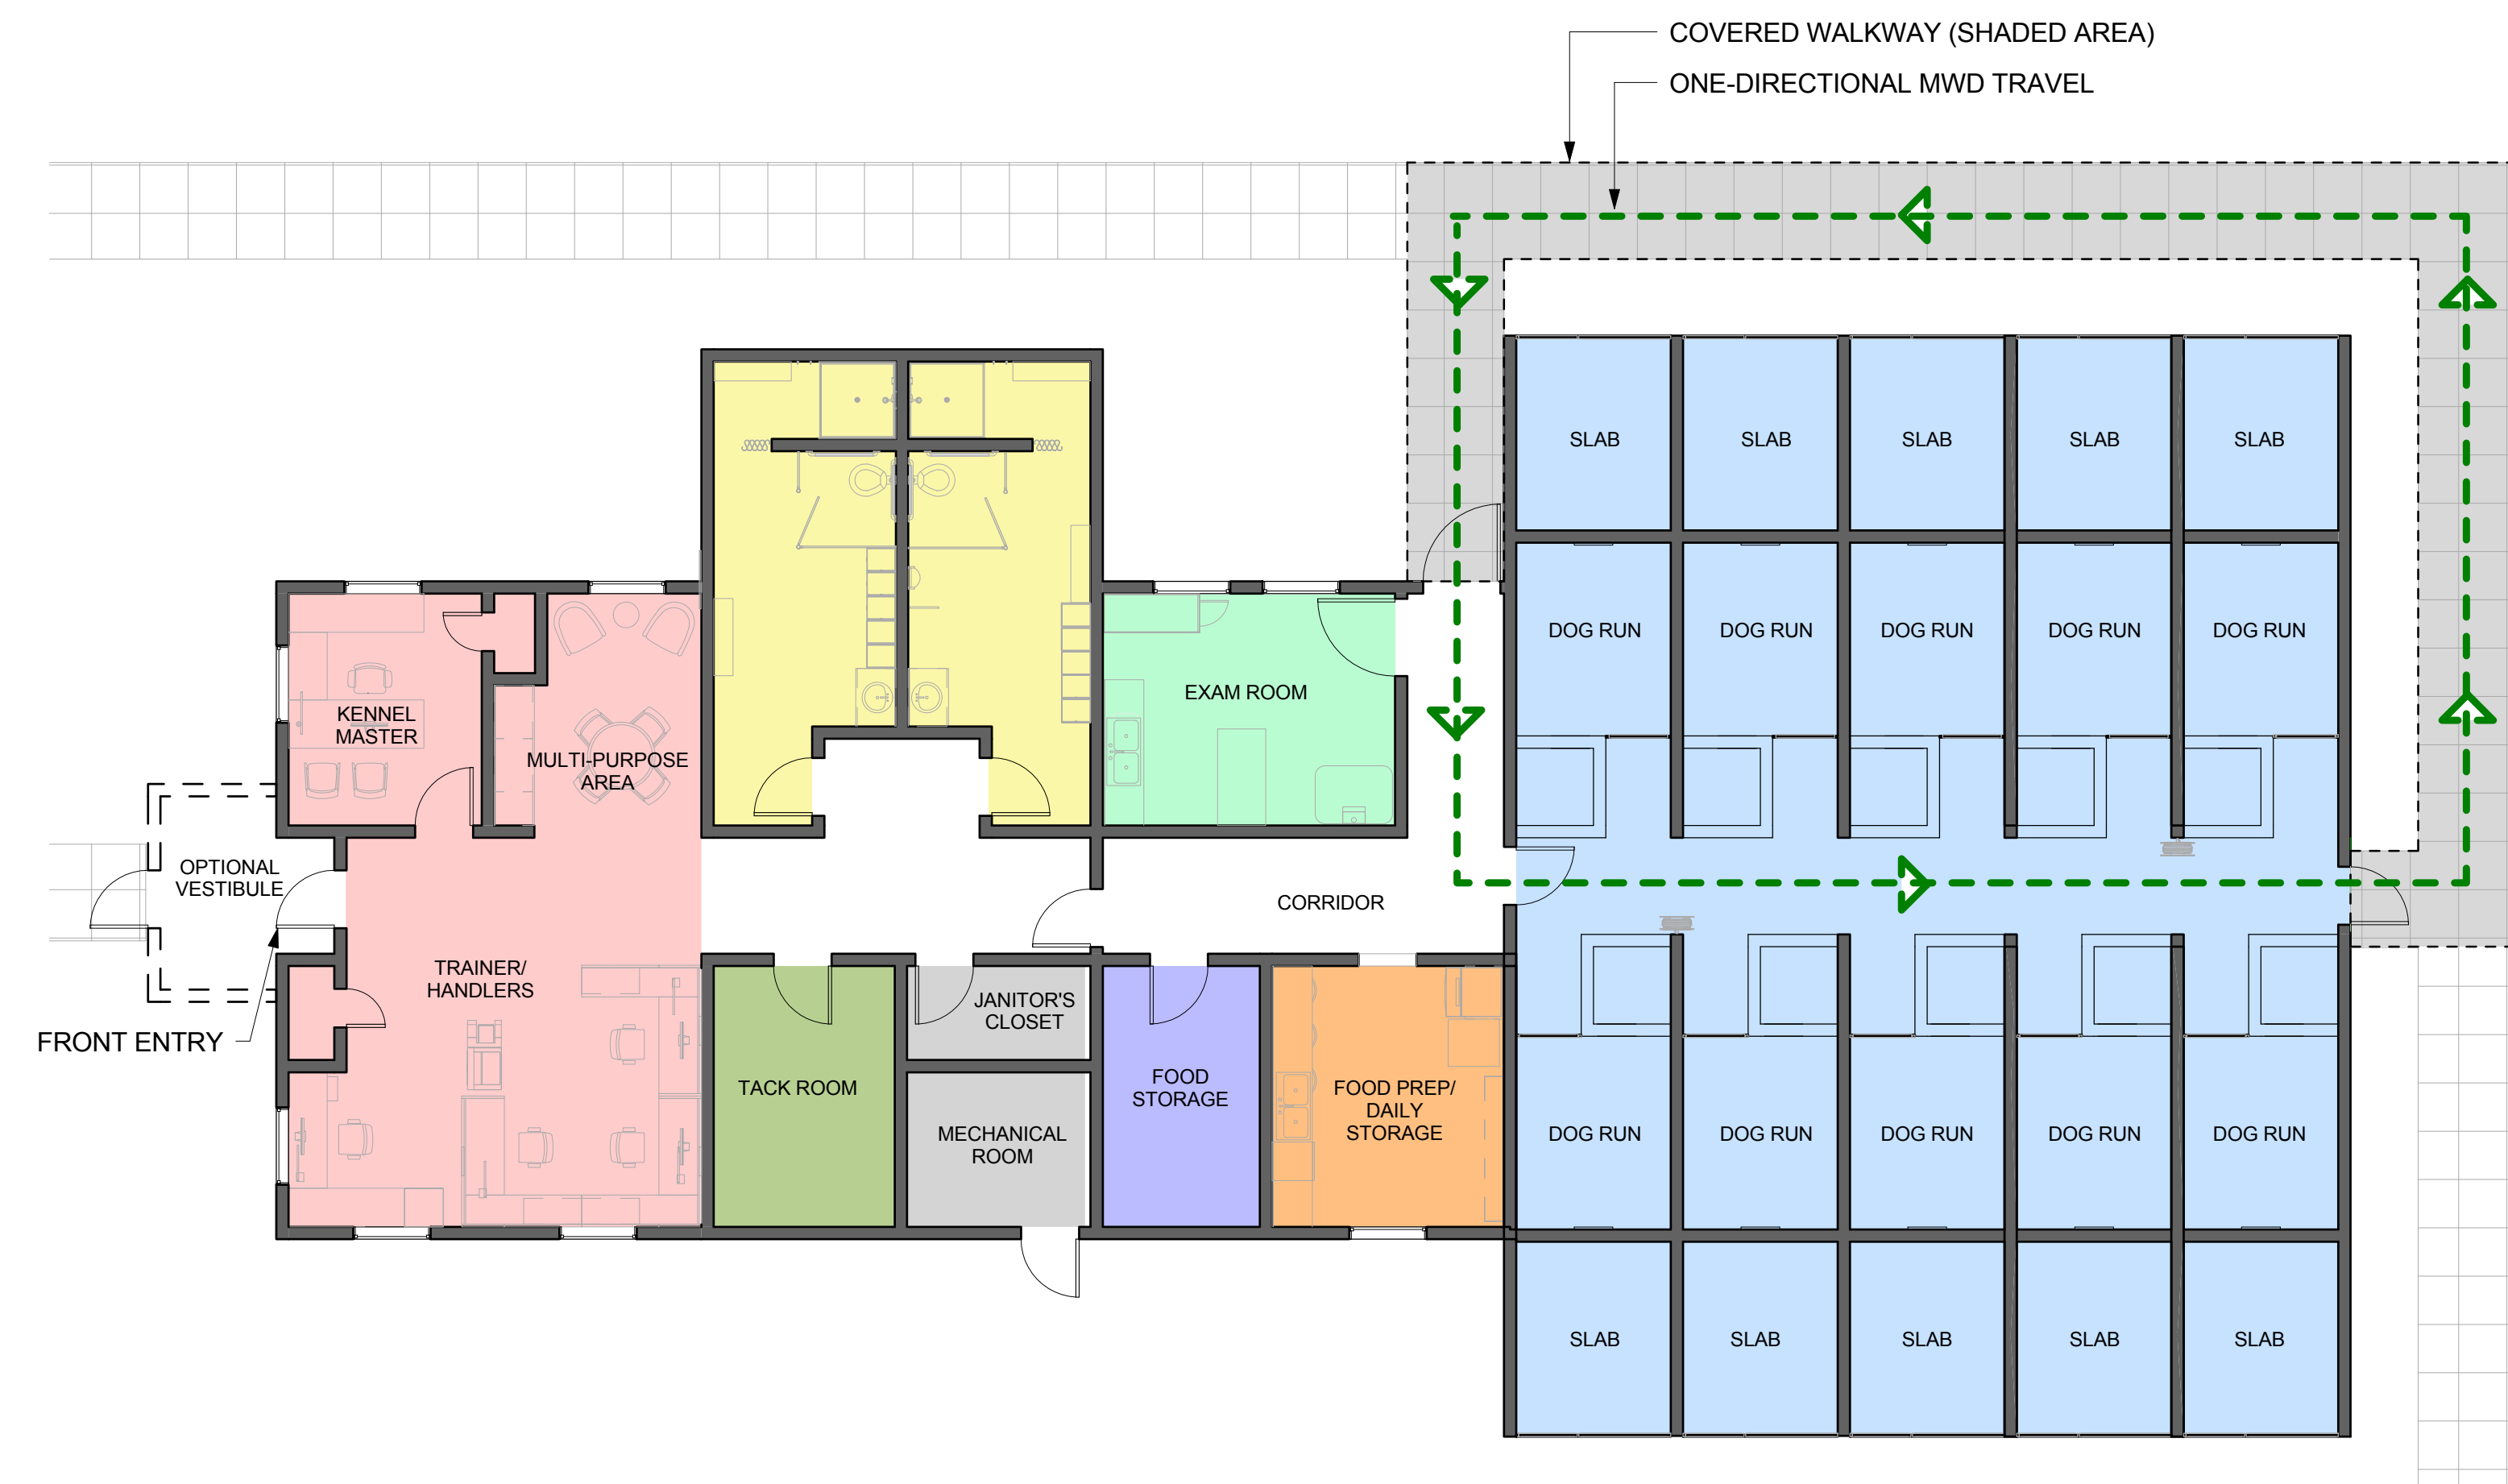 COVERED WALKWAY (SHADED AREA)
ONE-DIRECTIONAL MWD TRAVEL
SLAB
SLAB
SLAB
SLAB
SLAB
DOG RUN
DOG RUN
DOG RUN
DOG RUN
DOG RUN
EXAM ROOM
KENNEL
MASTER
MULTI-PURPOSE
AREA
OPTIONAL
VESTIBULE
CORRIDOR
TRAINER/
HANDLERS
FRONT ENTRY
JANITOR'S
CLOSET
TACK ROOM
FOOD
STORAGE
FOOD PREP/
DAILY
STORAGE
MECHANICAL
ROOM
DOG RUN
DOG RUN
DOG RUN
DOG RUN
DOG RUN
SLAB
SLAB
SLAB
SLAB
SLAB